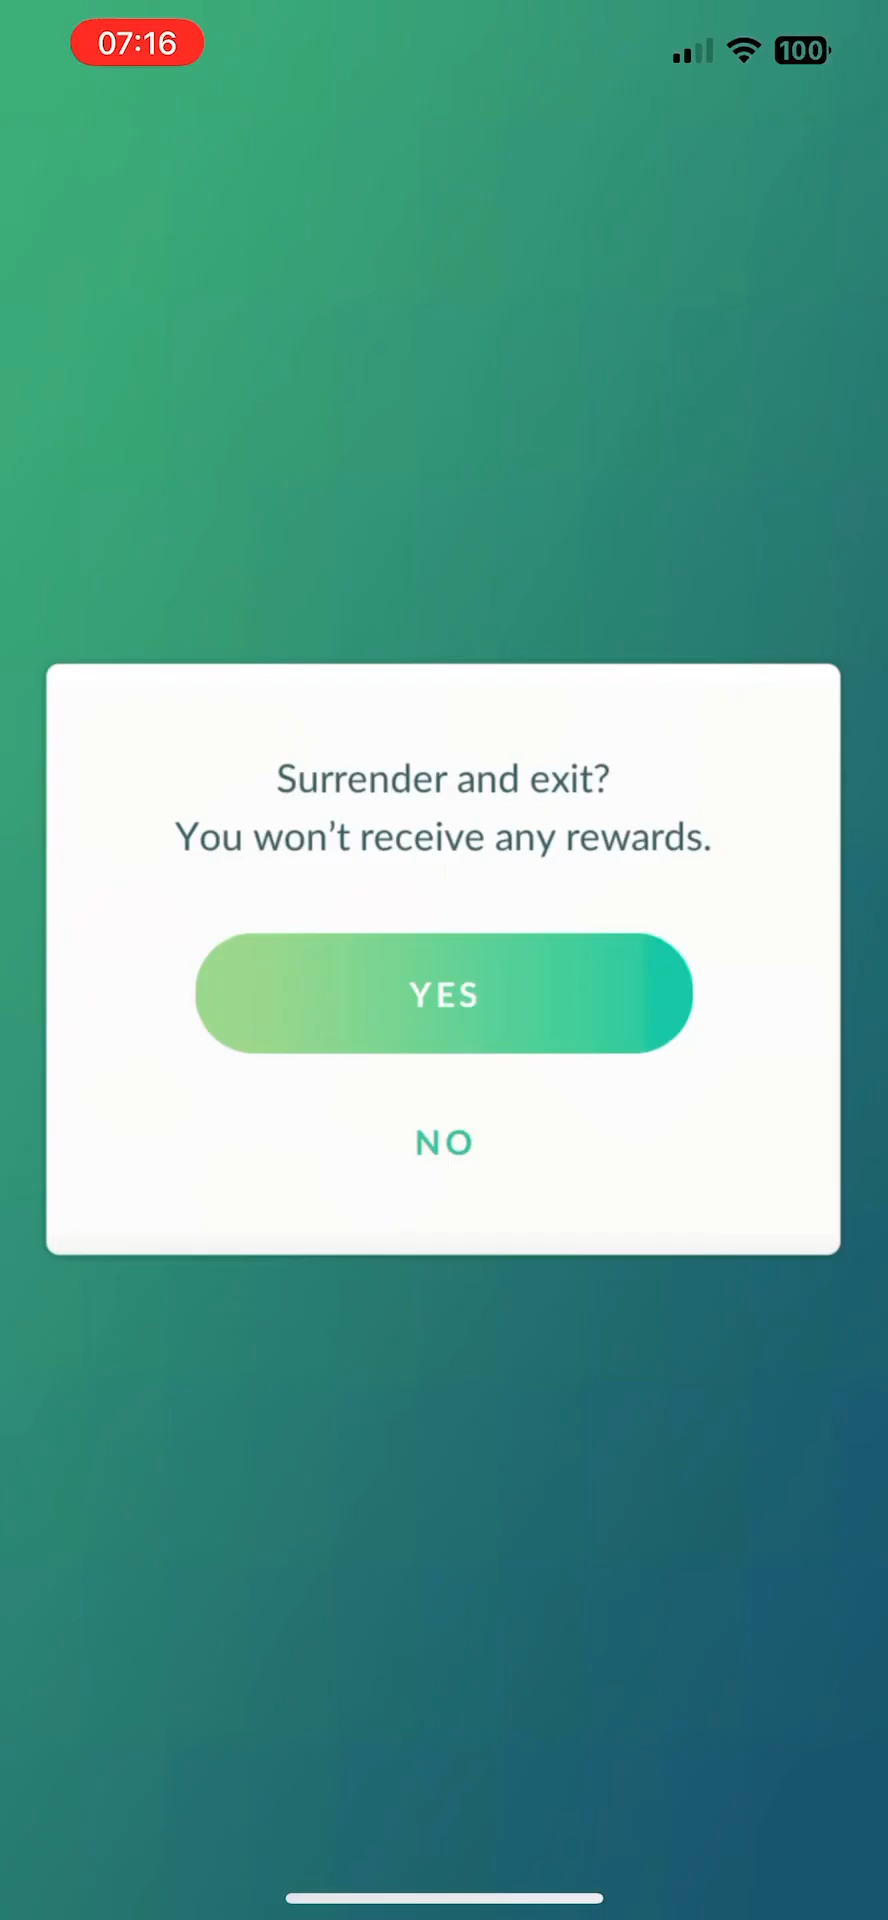 07:16
100
Surrender and exit?
You won’t receive any rewards.
YES
NO